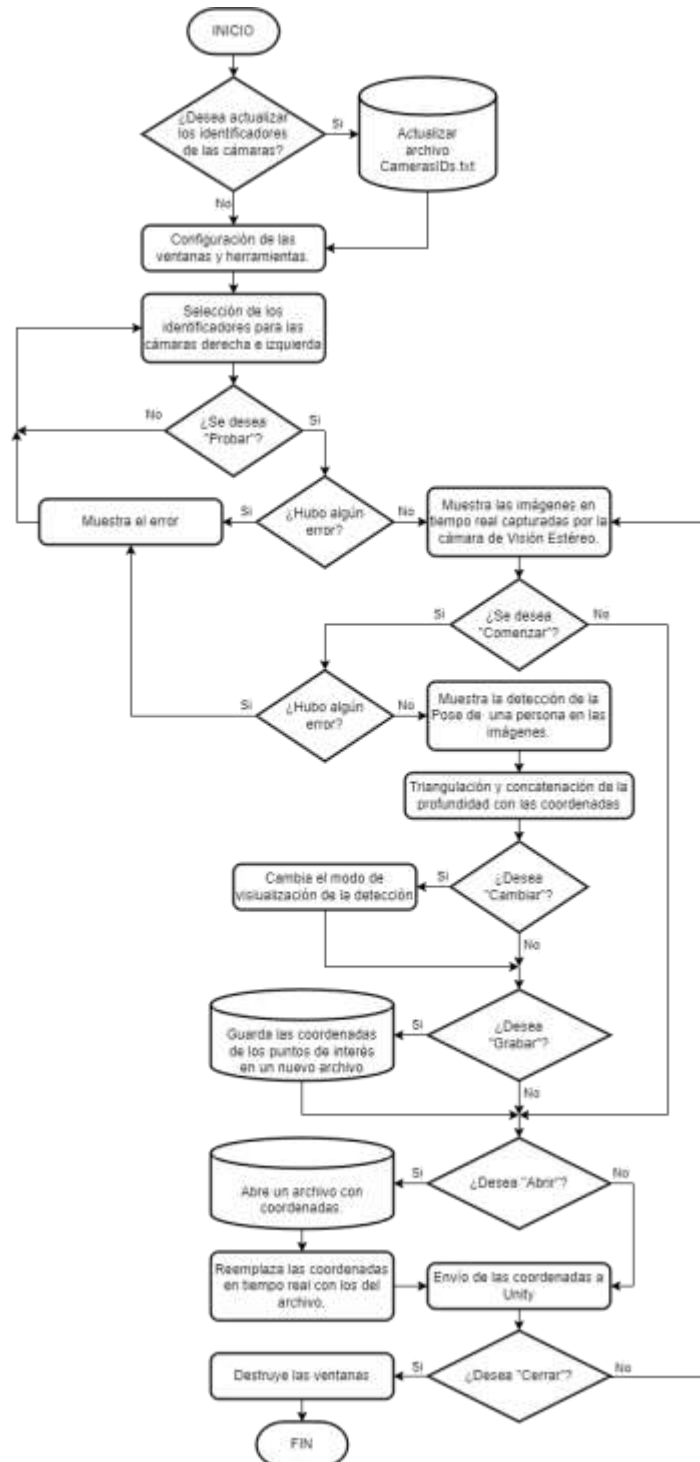 INICIO
¿Desea actualizar
los identificadores
de las cámaras?
Si
Actualizar
archivo
CamerasIDs.txt
No
Configuración de las
ventanas y herramientas.
Selección de los
identificadores para las
cámaras derecha e izquierda
¿Se desea
"Probar"?
No
Si
¿Hubo algún
error?
Si
No
Muestra el error
Muestra las imágenes en
tiempo real capturadas por la
cámara de Visión Estéreo.
¿Se desea
"Comenzar"?
Si
No
¿Hubo algún
error?
Si
No
Muestra la detección de la
Pose de una persona en las
imágenes.
Triangulación y concatenación de la
profundidad con las coordenadas
¿Desea
"Cambiar"?
Si
Cambia el modo de
visiualización de la detección
No
¿Desea
"Grabar"?
Si
Guarda las coordenadas
de los puntos de interés
en un nuevo archivo
No
¿Desea "Abrir"?
Si
No
Abre un archivo con
coordenadas.
Reemplaza las coordenadas
en tiempo real con los del
archivo.
Envío de las coordenadas a
Unity
¿Desea "Cerrar"?
Si
No
Destruye las ventanas
FIN